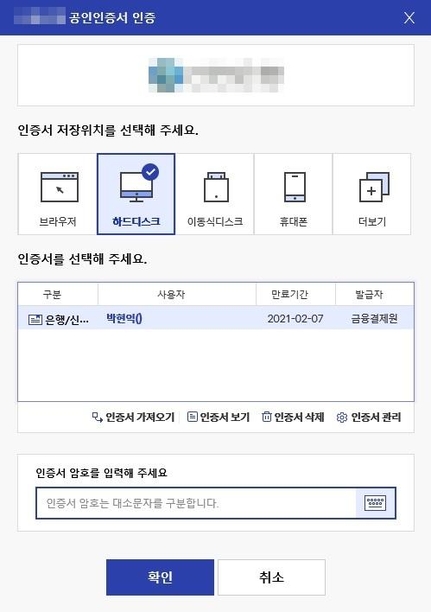 공인인증서 인증
인증서 저장위치를 선택해 주세요.
브라우저 하드디스크 이동식디스크 휴대폰 더보기
인증서를 선택해 주세요.
구분 사용자 만료기간 발급자
은행/신... 박현억() 2021-02-07 금융결제원
인증서 가져오기 인증서 보기 인증서 삭제 인증서 관리
인증서 암호를 입력해 주세요
인증서 암호는 대소문자를 구분합니다.
확인 취소